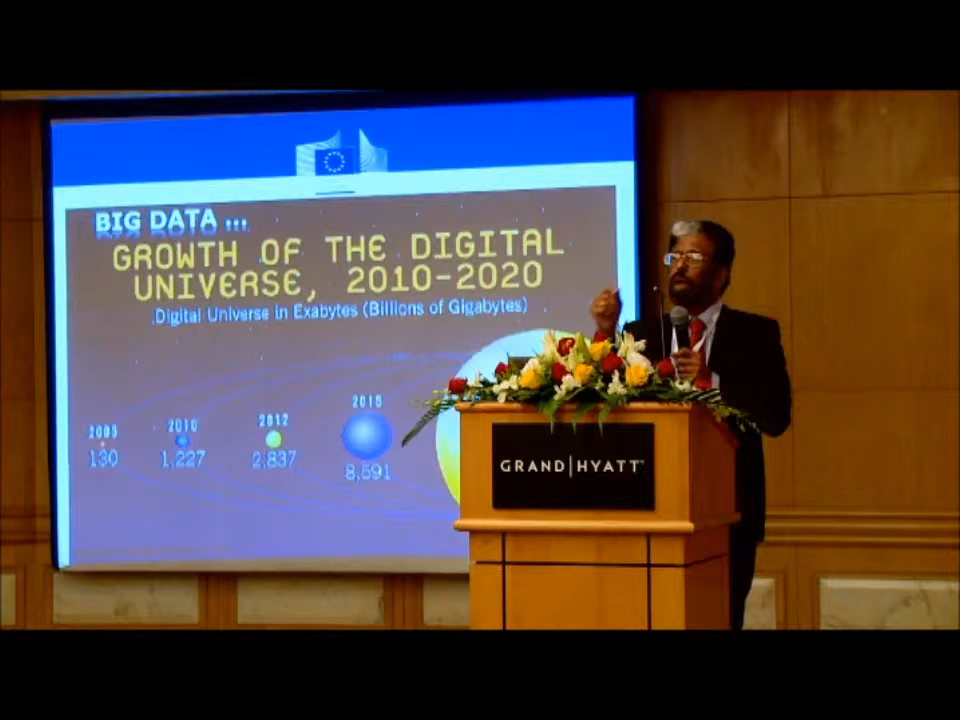 BIG DATA ...
GROWTH OF THE DIGITAL
UNIVERSE, 2010-2020
Digital Universe in Exabytes (Billions of Gigabytes)
2005 2010 2012 2015
130 1,227 2,837 8,591
GRAND|HYATT